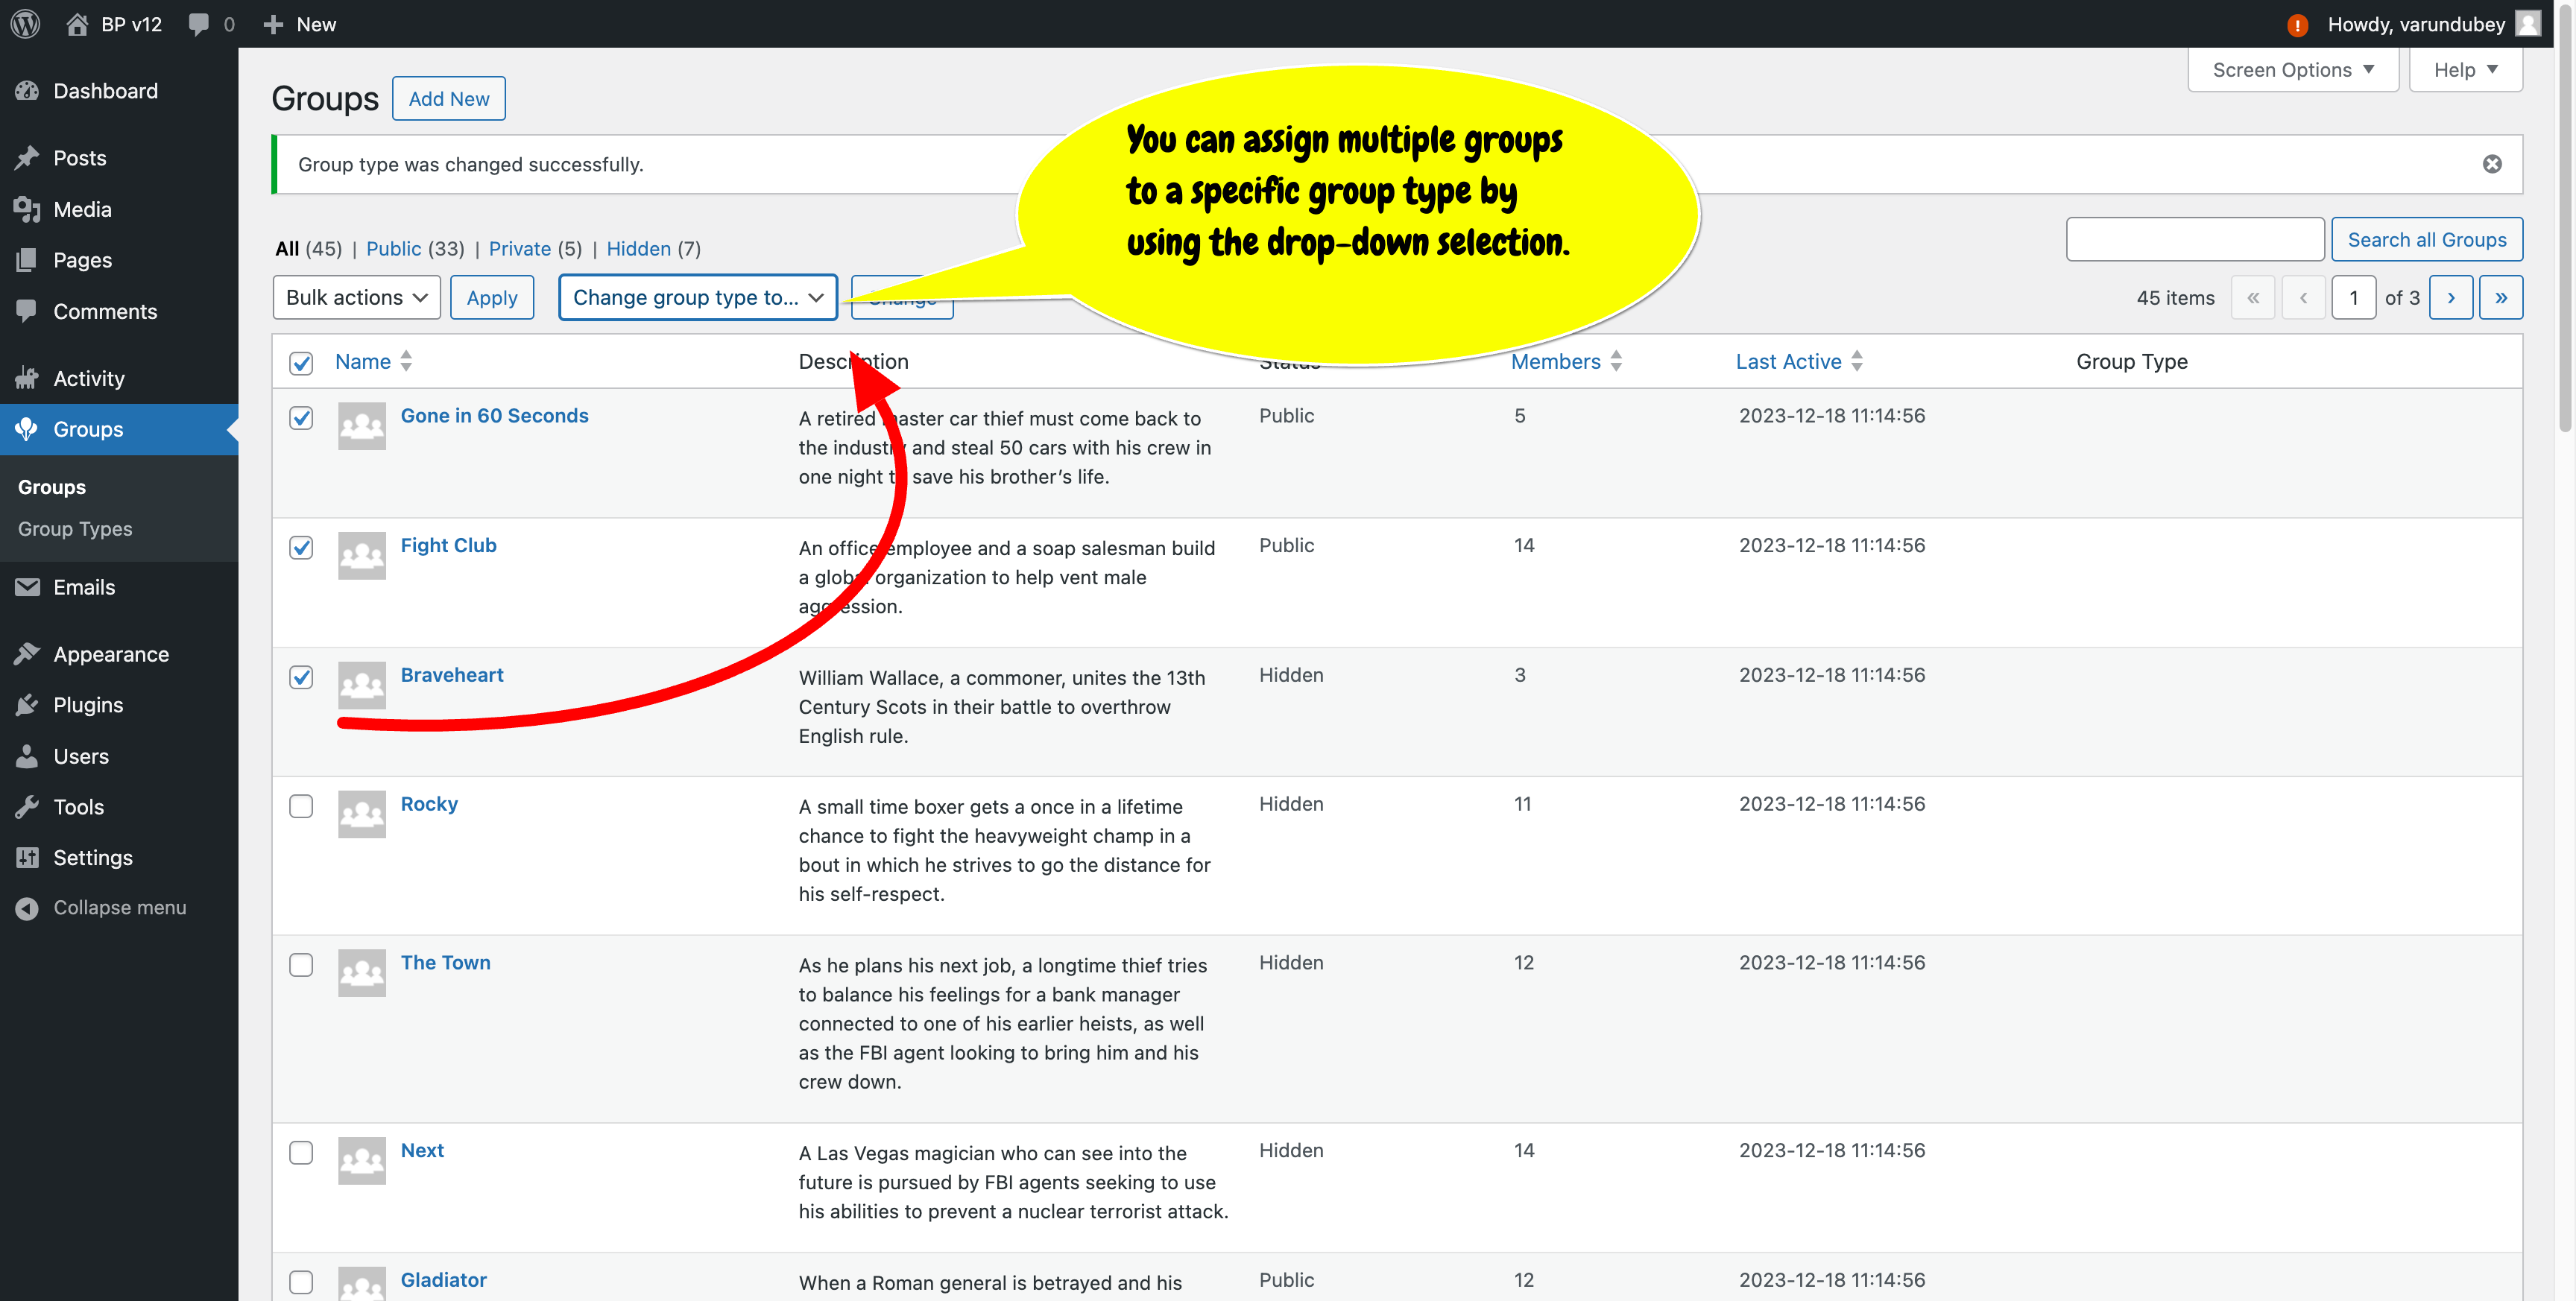 BP v12
0
New
Howdy, varundubey
Dashboard
Posts
Media
Pages
Comments
Activity
Groups
Groups
Group Types
Emails
Appearance
Plugins
Users
Tools
Settings
Collapse menu
Screen Options
Help
Groups
Add New
Group type was changed successfully.
You can assign multiple groups
to a specific group type by
using the drop-down selection.
All (45) | Public (33) | Private (5) | Hidden (7)
Search all Groups
Bulk actions
Apply
Change group type to...
Change
45 items « ‹ 1 of 3 › »
Name Description Status Members Last Active Group Type
Gone in 60 Seconds
A retired master car thief must come back to
the industry and steal 50 cars with his crew in
one night to save his brother’s life.
Public
5
2023-12-18 11:14:56
Fight Club
An office employee and a soap salesman build
a global organization to help vent male
aggression.
Public
14
2023-12-18 11:14:56
Braveheart
William Wallace, a commoner, unites the 13th
Century Scots in their battle to overthrow
English rule.
Hidden
3
2023-12-18 11:14:56
Rocky
A small time boxer gets a once in a lifetime
chance to fight the heavyweight champ in a
bout in which he strives to go the distance for
his self-respect.
Hidden
11
2023-12-18 11:14:56
The Town
As he plans his next job, a longtime thief tries
to balance his feelings for a bank manager
connected to one of his earlier heists, as well
as the FBI agent looking to bring him and his
crew down.
Hidden
12
2023-12-18 11:14:56
Next
A Las Vegas magician who can see into the
future is pursued by FBI agents seeking to use
his abilities to prevent a nuclear terrorist attack.
Hidden
14
2023-12-18 11:14:56
Gladiator
When a Roman general is betrayed and his
Public
12
2023-12-18 11:14:56